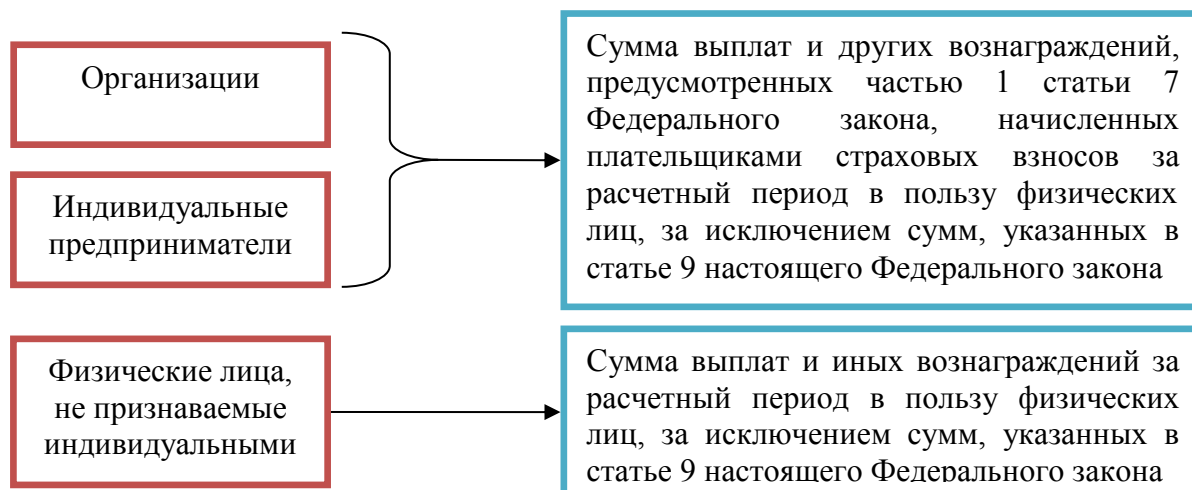 Организации
Индивидуальные
предприниматели
Сумма выплат и других вознаграждений,
предусмотренных частью 1 статьи 7
Федерального закона, начисленных
плательщиками страховых взносов за
расчетный период в пользу физических
лиц, за исключением сумм, указанных в
статье 9 настоящего Федерального закона
Физические лица,
не признаваемые
индивидуальными
Сумма выплат и иных вознаграждений за
расчетный период в пользу физических
лиц, за исключением сумм, указанных в
статье 9 настоящего Федерального закона